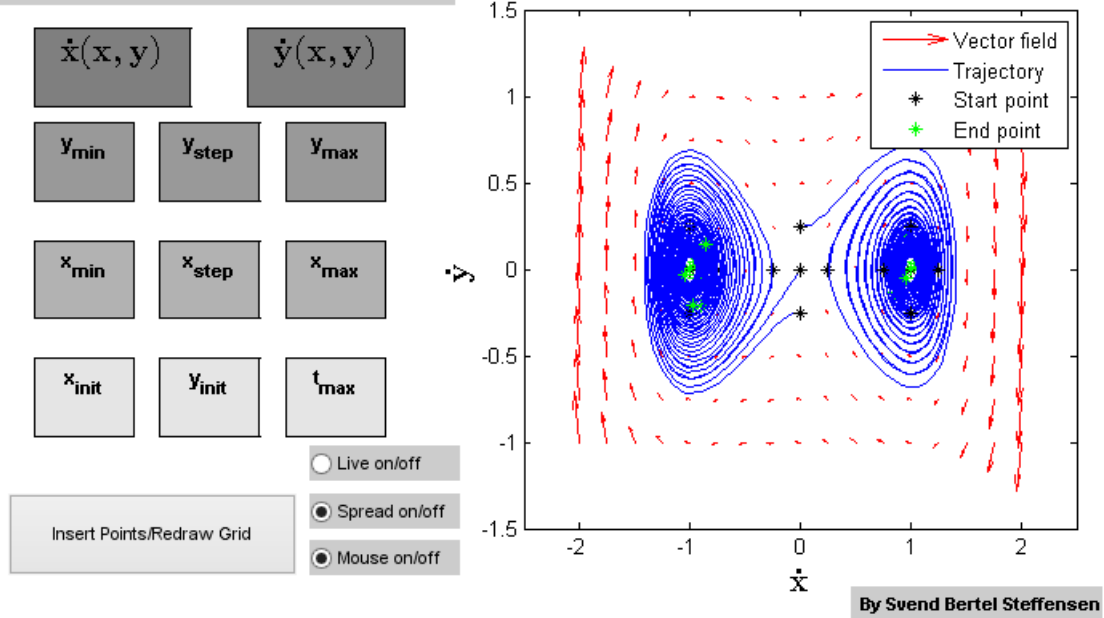 ẋ(x, y) ẏ(x, y)
ymin ystep ymax
xmin xstep xmax
xinit yinit tmax
Live on/off
Spread on/off
Mouse on/off
Insert Points/Redraw Grid
Vector field
Trajectory
Start point
End point
1.5
1
0.5
0
-0.5
-1
-1.5
ẏ
-2 -1 0 1 2
ẋ
By Svend Bertel Steffensen